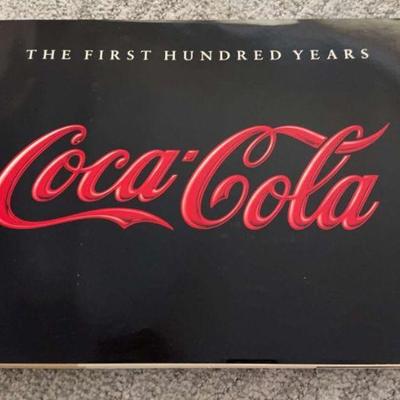 THE FIRST HUNDRED YEARS
Coca-Cola